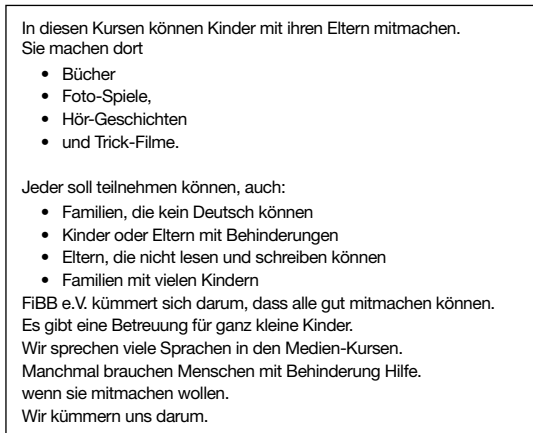 In diesen Kursen können Kinder mit ihren Eltern mitmachen.
Sie machen dort
• Bücher
• Foto-Spiele,
• Hör-Geschichten
• und Trick-Filme.
Jeder soll teilnehmen können, auch:
• Familien, die kein Deutsch können
• Kinder oder Eltern mit Behinderungen
• Eltern, die nicht lesen und schreiben können
• Familien mit vielen Kindern
FiBB e.V. kümmert sich darum, dass alle gut mitmachen können.
Es gibt eine Betreuung für ganz kleine Kinder.
Wir sprechen viele Sprachen in den Medien-Kursen.
Manchmal brauchen Menschen mit Behinderung Hilfe.
wenn sie mitmachen wollen.
Wir kümmern uns darum.